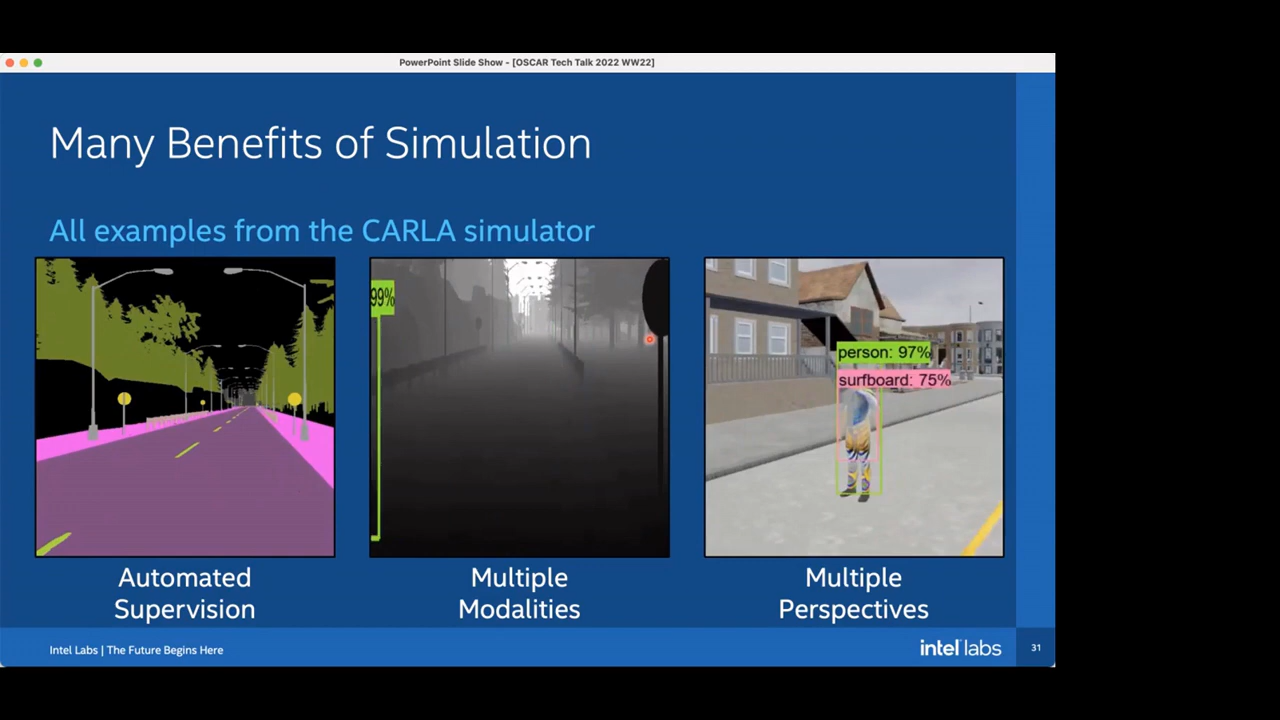 PowerPoint Slide Show - [OSCAR Tech Talk 2022 WW22]
Many Benefits of Simulation
All examples from the CARLA simulator
99%
person: 97%
surfboard: 75%
Automated
Supervision
Multiple
Modalities
Multiple
Perspectives
Intel Labs | The Future Begins Here
intel labs
31